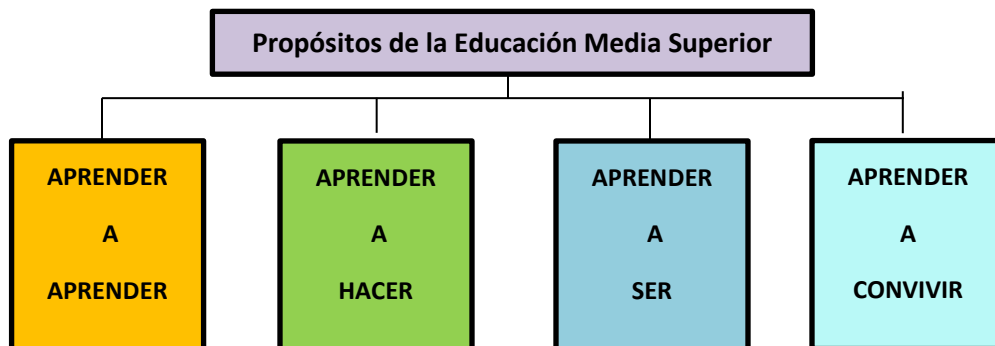 Propósitos de la Educación Media Superior
APRENDER
A
APRENDER
APRENDER
A
HACER
APRENDER
A
SER
APRENDER
A
CONVIVIR